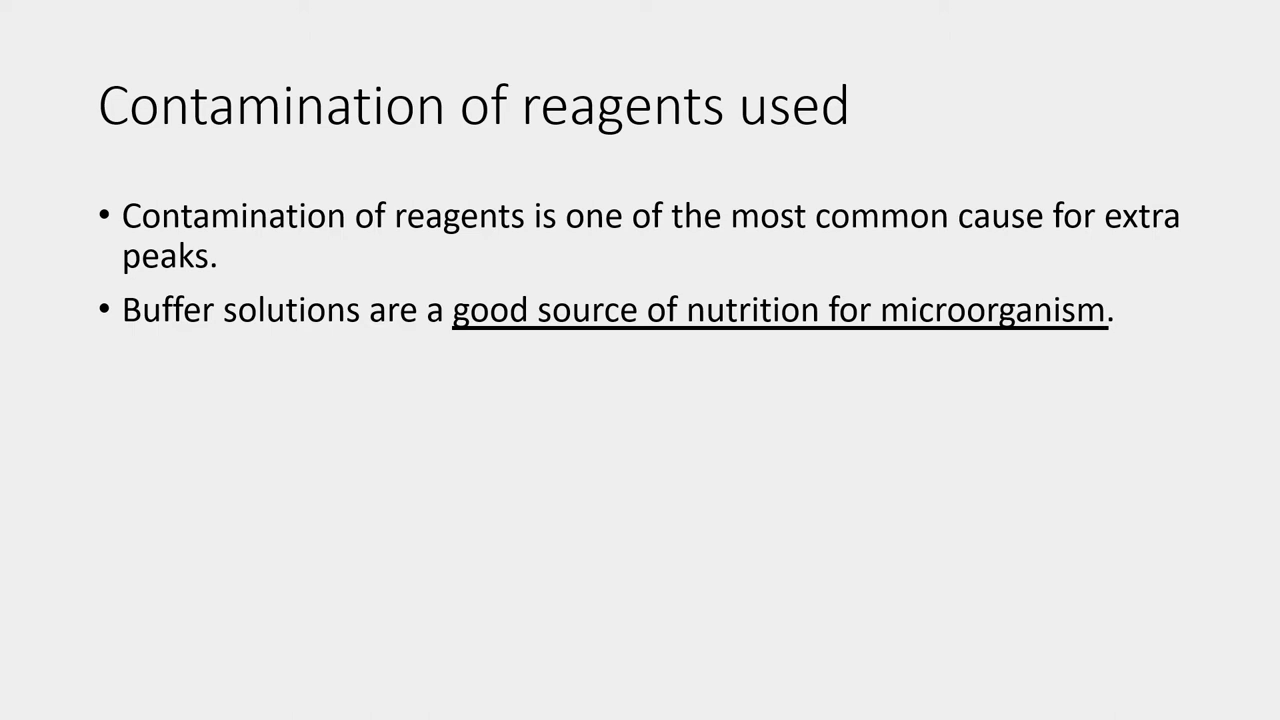 Contamination of reagents used
• Contamination of reagents is one of the most common cause for extra
peaks.
• Buffer solutions are a good source of nutrition for microorganism.